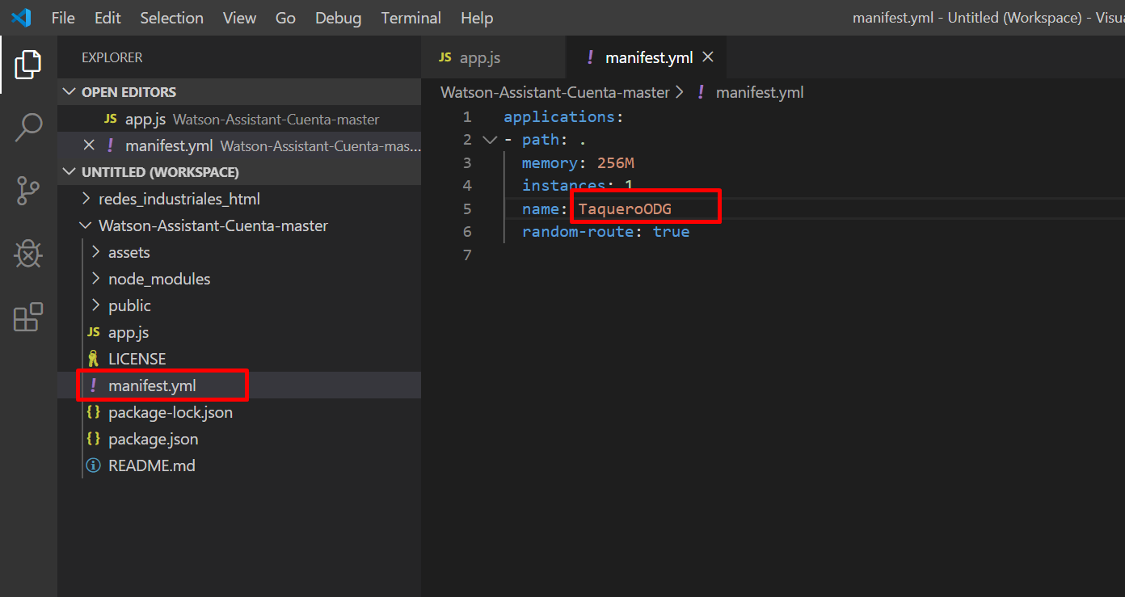 File Edit Selection View Go Debug Terminal Help manifest.yml - Untitled (Workspace) - Visu
EXPLORER
OPEN EDITORS
JS app.js Watson-Assistant-Cuenta-master
! manifest.yml Watson-Assistant-Cuenta-mas...
UNTITLED (WORKSPACE)
redes_industriales_html
Watson-Assistant-Cuenta-master
assets
node_modules
public
JS app.js
LICENSE
! manifest.yml
{} package-lock.json
{} package.json
README.md
JS app.js ! manifest.yml
Watson-Assistant-Cuenta-master > ! manifest.yml
1 applications:
2 - path: .
3 memory: 256M
4 instances: 1
5 name: TaqueroODG
6 random-route: true
7